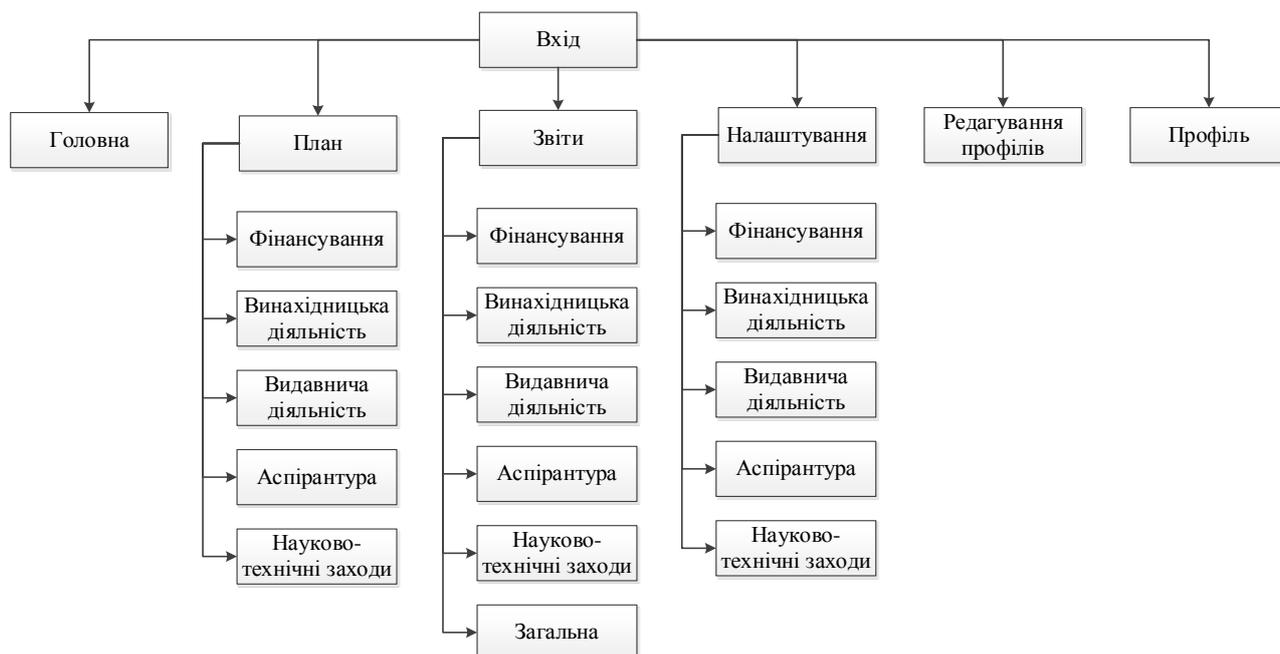 Вхід
Головна
План
Звіти
Налаштування
Редагування
профілів
Профіль
Фінансування
Винахідницька
діяльність
Видавнича
діяльність
Аспірантура
Науково-
технічні заходи
Фінансування
Винахідницька
діяльність
Видавнича
діяльність
Аспірантура
Науково-
технічні заходи
Загальна
Фінансування
Винахідницька
діяльність
Видавнича
діяльність
Аспірантура
Науково-
технічні заходи